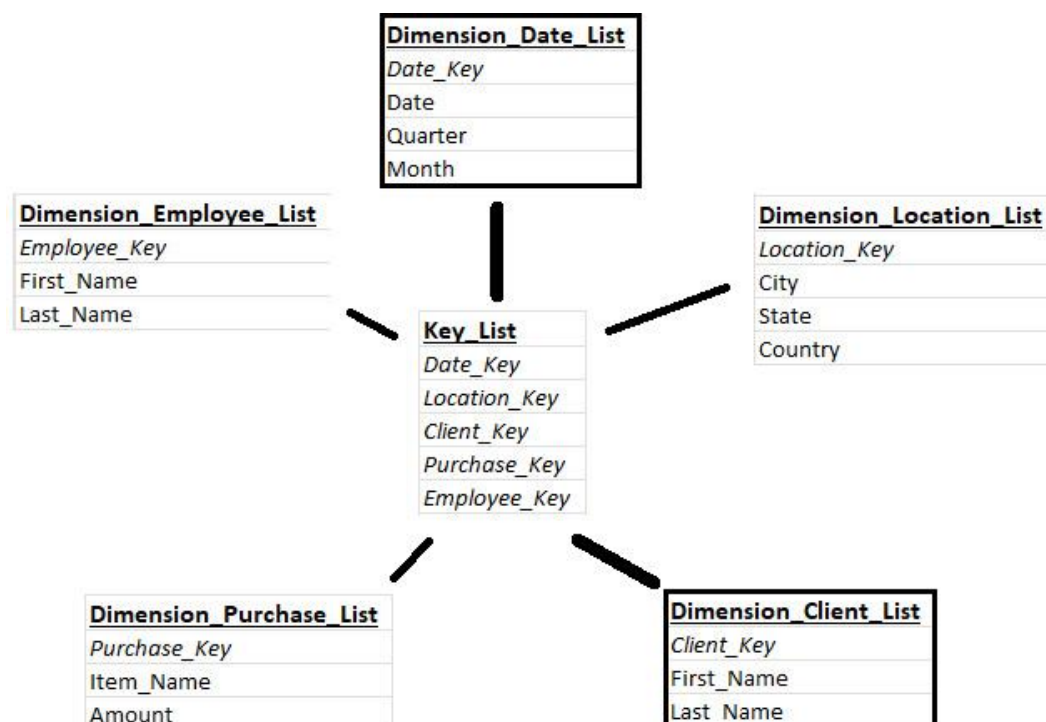 Dimension_Date_List
Date_Key
Date
Quarter
Month
Dimension_Employee_List
Employee_Key
First_Name
Last_Name
Dimension_Location_List
Location_Key
City
State
Country
Key_List
Date_Key
Location_Key
Client_Key
Purchase_Key
Employee_Key
Dimension_Purchase_List
Purchase_Key
Item_Name
Amount
Dimension_Client_List
Client_Key
First_Name
Last_Name